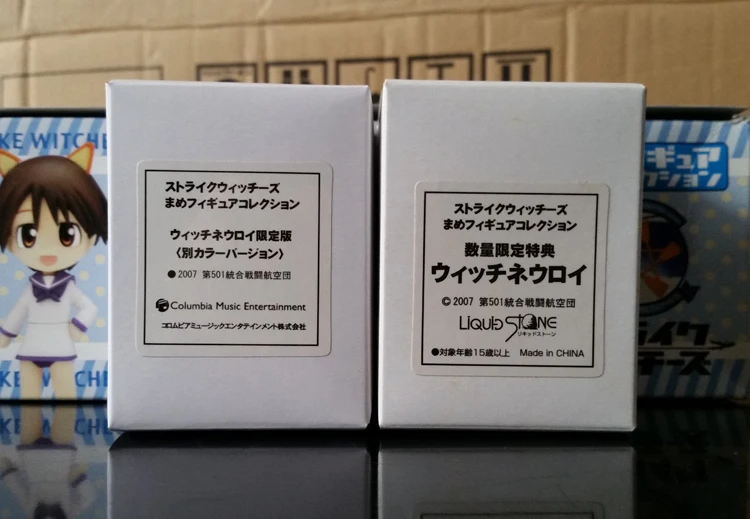 KE WITCHE
KE WITCHE
ストライクウィッチーズ
まめフィギュアコレクション
ウィッチネウロイ限定版
〈別カラーバージョン〉
●2007 第501統合戦闘航空団
Columbia Music Entertainment
コロムビアミュージックエンタテインメント株式会社
ストライクウィッチーズ
まめフィギュアコレクション
数量限定特典
ウィッチネウロイ
©2007 第501統合戦闘航空団
LiQUiD STONE
リキッドストーン
●対象年齢15歳以上 Made in CHINA
ギュア
クション
ライク
チーズ